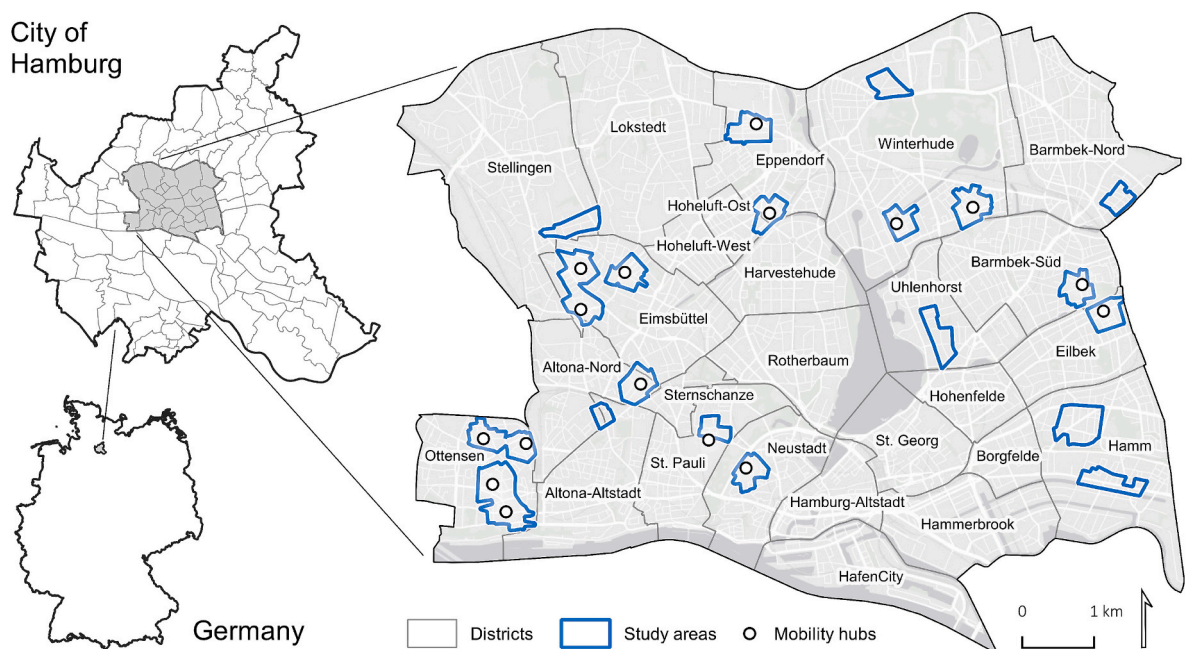 City of
Hamburg
Lokstedt
Winterhude
Barmbek-Nord
Stellingen
Eppendorf
Hoheluft-Ost
Hoheluft-West
Barmbek-Süd
Harvestehude
Uhlenhorst
Eimsbüttel
Eilbek
Altona-Nord
Rotherbaum
Sternschanze
Hohenfelde
St. Georg
Hamm
Ottensen
St. Pauli
Neustadt
Borgfelde
Altona-Altstadt
Hamburg-Altstadt
Hammerbrook
HafenCity
0 1 km
Germany
Districts
Study areas
Mobility hubs